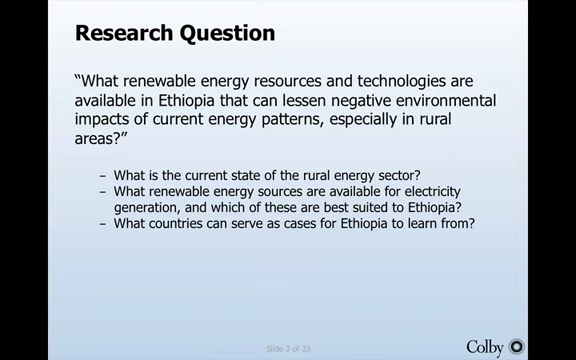 Research Question
“What renewable energy resources and technologies are
available in Ethiopia that can lessen negative environmental
impacts of current energy patterns, especially in rural
areas?”
– What is the current state of the rural energy sector?
– What renewable energy sources are available for electricity
generation, and which of these are best suited to Ethiopia?
– What countries can serve as cases for Ethiopia to learn from?
Slide 3 of 23
Colby